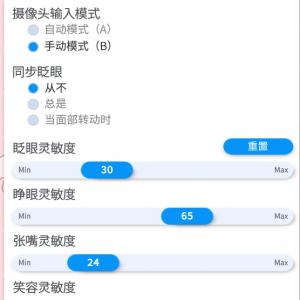 摄像头输入模式
自动模式（A）
手动模式（B）
同步眨眼
从不
总是
当面部转动时
眨眼灵敏度 重置
Min 30 Max
睁眼灵敏度
Min 65 Max
张嘴灵敏度
Min 24 Max
笑容灵敏度